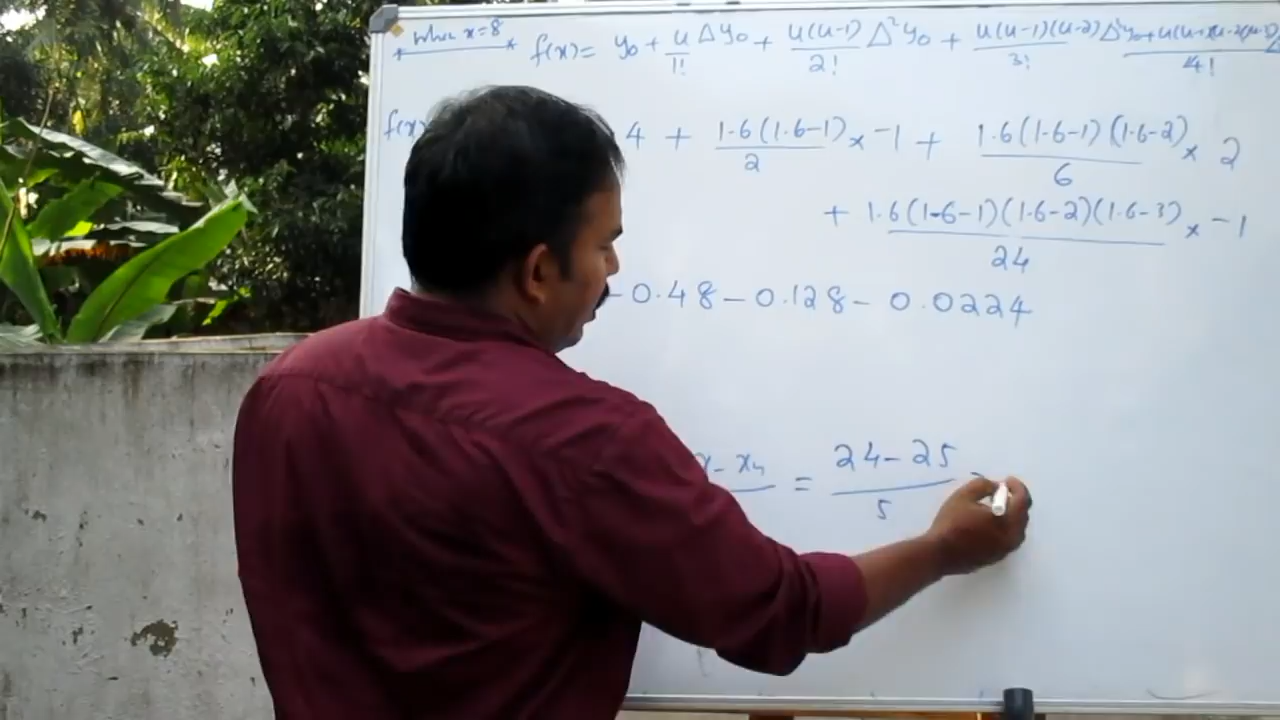 When x=8 f(x) = y₀ + u/1! Δy₀ + u(u-1)/2! Δ²y₀ + u(u-1)(u-2)/3! Δ³y₀ + u(u-1)(u-2)(u-3)/4!
f(x) 4 + 1.6(1.6-1)/2 × -1 + 1.6(1.6-1)(1.6-2)/6 × 2
+ 1.6(1.6-1)(1.6-2)(1.6-3)/24 × -1
-0.48 - 0.128 - 0.0224
x - x₄ = 24-25/5